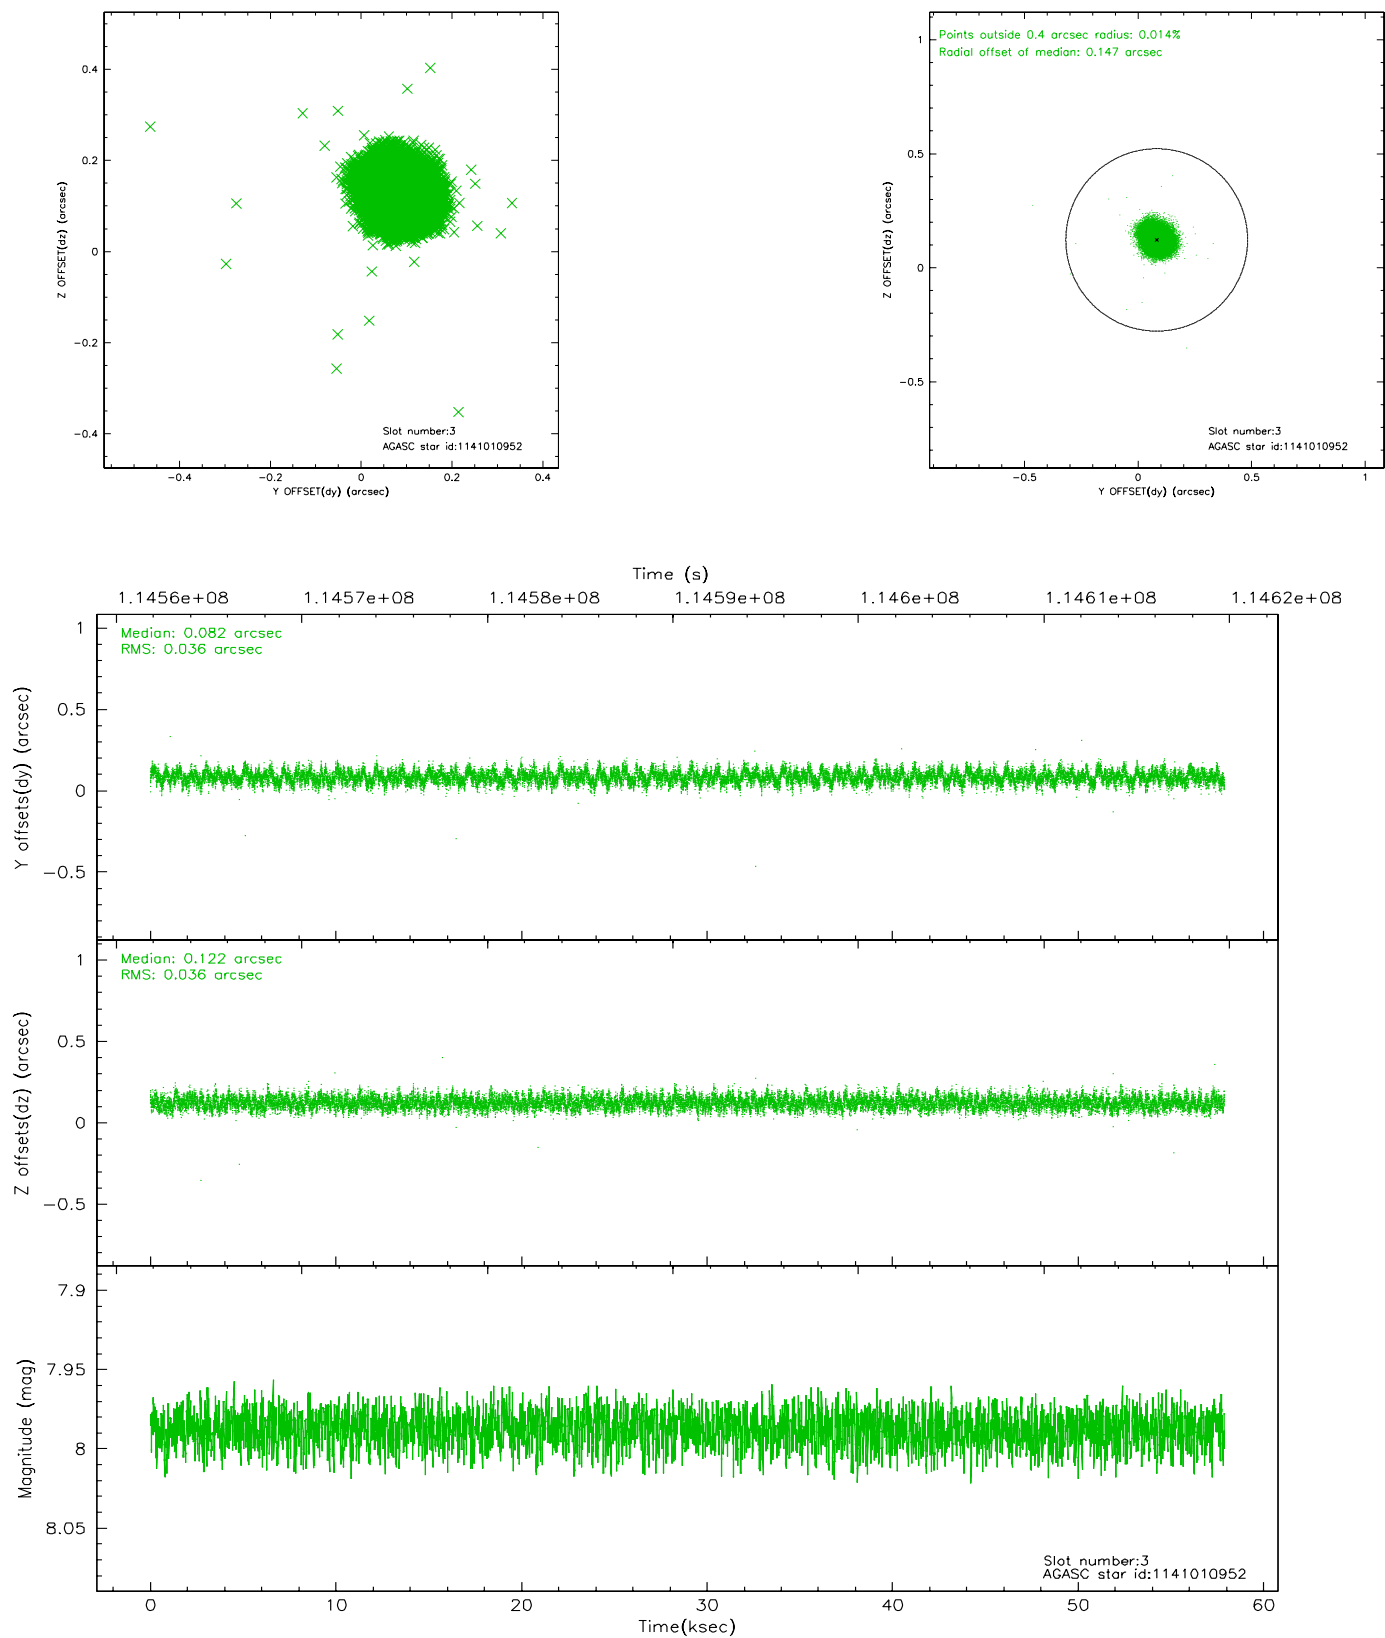 0.4
0.2
0
−0.2
−0.4
Z OFFSET(dz) (arcsec)
Slot number:3
AGASC star id:1141010952
−0.4 −0.2 0 0.2 0.4
Y OFFSET(dy) (arcsec)
Points outside 0.4 arcsec radius: 0.014%
Radial offset of median: 0.147 arcsec
1
0.5
0
−0.5
Z OFFSET(dz) (arcsec)
Slot number:3
AGASC star id:1141010952
−0.5 0 0.5 1
Y OFFSET(dy) (arcsec)
Time (s)
1.1456e+08 1.1457e+08 1.1458e+08 1.1459e+08 1.146e+08 1.1461e+08 1.1462e+08
Median: 0.082 arcsec
RMS: 0.036 arcsec
1
0.5
0
−0.5
Y offsets(dy) (arcsec)
Median: 0.122 arcsec
RMS: 0.036 arcsec
1
0.5
0
−0.5
Z offsets(dz) (arcsec)
7.9
7.95
8
8.05
Magnitude (mag)
Slot number:3
AGASC star id:1141010952
0 10 20 30 40 50 60
Time(ksec)